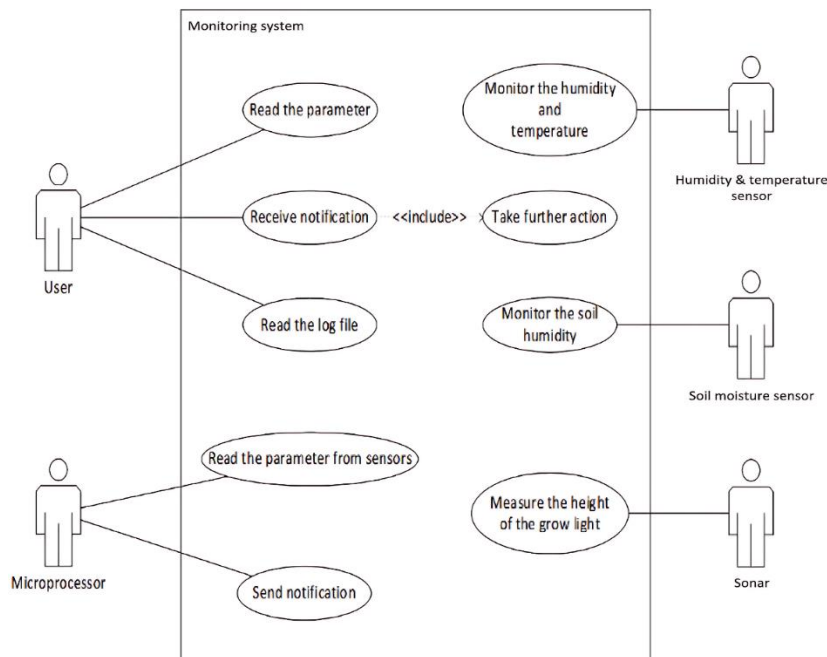 Monitoring system
Read the parameter
Monitor the humidity
and
temperature
Humidity & temperature
sensor
Receive notification
<<include>>
Take further action
User
Read the log file
Monitor the soil
humidity
Soil moisture sensor
Read the parameter from sensors
Measure the height
of the grow light
Microprocessor
Send notification
Sonar